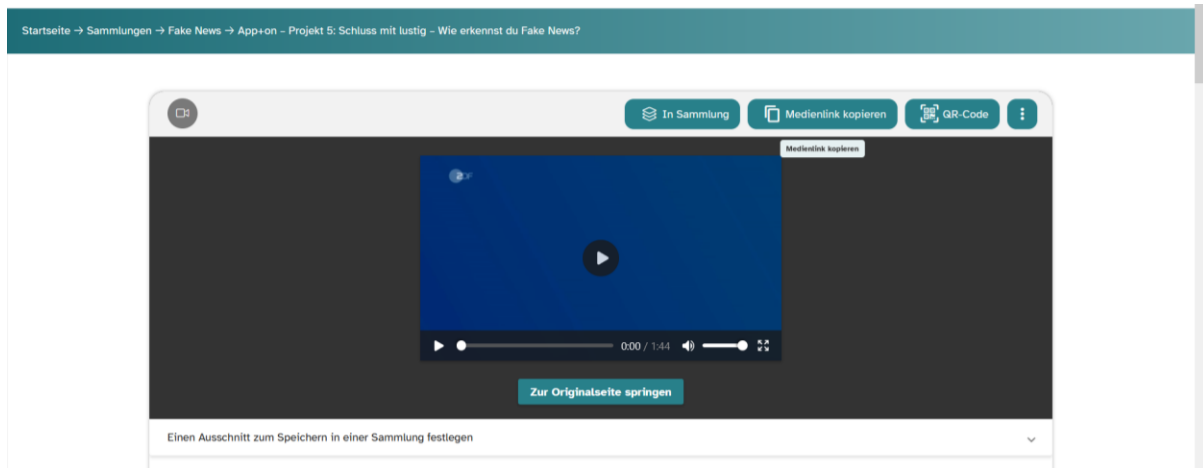 Startseite → Sammlungen → Fake News → App+on – Projekt 5: Schluss mit lustig – Wie erkennst du Fake News?
In Sammlung
Medienlink kopieren
QR-Code
Medienlink kopieren
ZDF
0:00 / 1:44
Zur Originalseite springen
Einen Ausschnitt zum Speichern in einer Sammlung festlegen